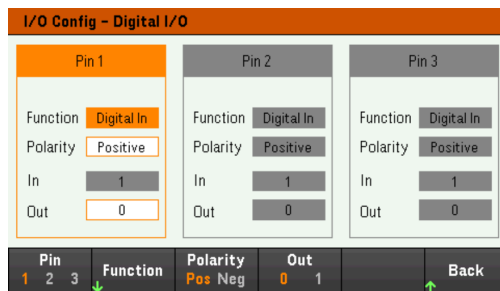 I/O Config - Digital I/O
Pin 1 Pin 2 Pin 3
Function Digital In Function Digital In Function Digital In
Polarity Positive Polarity Positive Polarity Positive
In 1 In 1 In 1
Out 0 Out 0 Out 0
Pin Function Polarity Out Back
1 2 3 Pos Neg 0 1